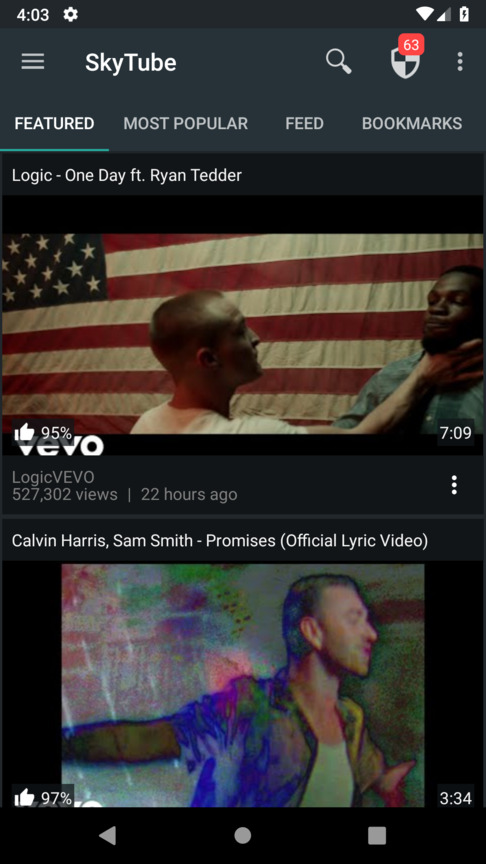 4:03
63
SkyTube
FEATURED MOST POPULAR FEED BOOKMARKS
Logic - One Day ft. Ryan Tedder
95%
vevo
7:09
LogicVEVO
527,302 views | 22 hours ago
Calvin Harris, Sam Smith - Promises (Official Lyric Video)
97%
3:34